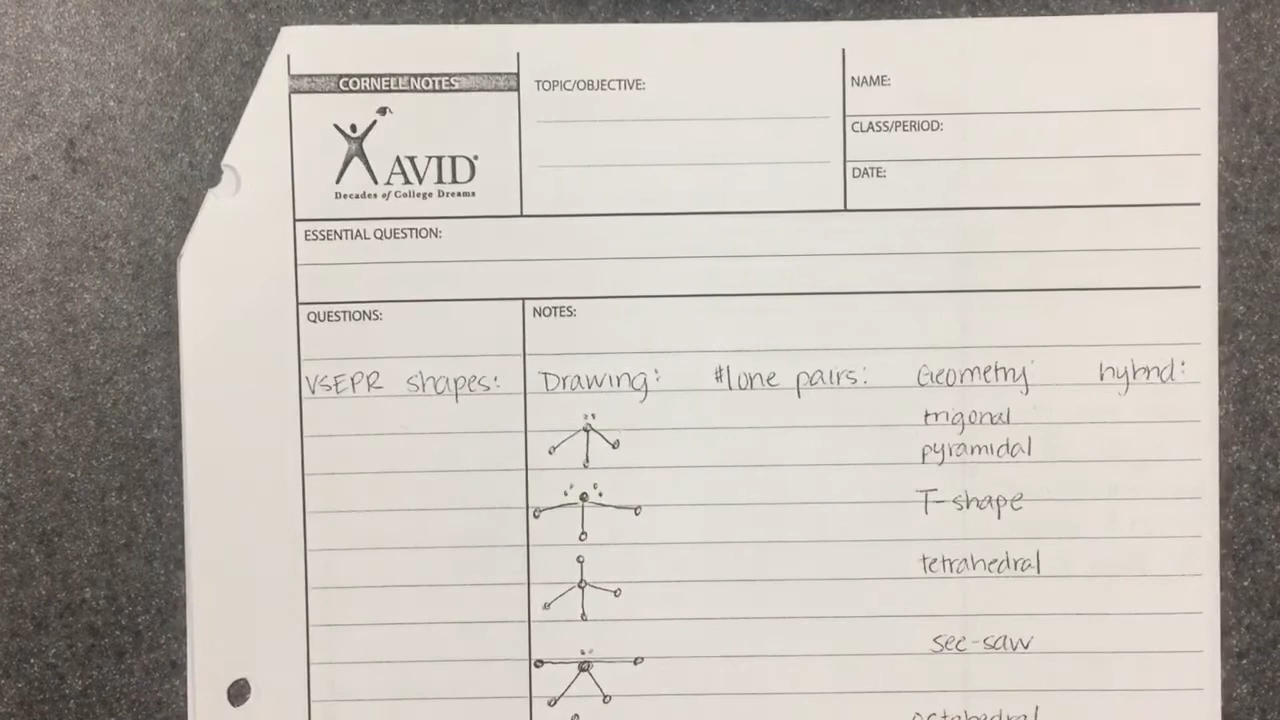 CORNELL NOTES
AVID
Decades of College Dreams
TOPIC/OBJECTIVE:
NAME:
CLASS/PERIOD:
DATE:
ESSENTIAL QUESTION:
QUESTIONS:
NOTES:
VSEPR shapes: Drawing: #lone pairs: Geometry hybrid:
trigonal
pyramidal
T-shape
tetrahedral
see-saw
octahedral